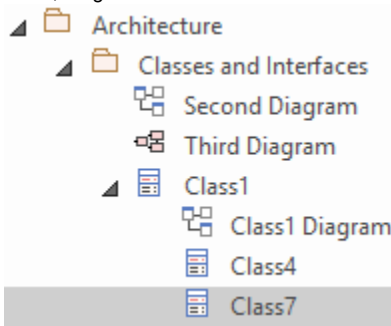 Architecture
Classes and Interfaces
Second Diagram
Third Diagram
Class1
Class1 Diagram
Class4
Class7